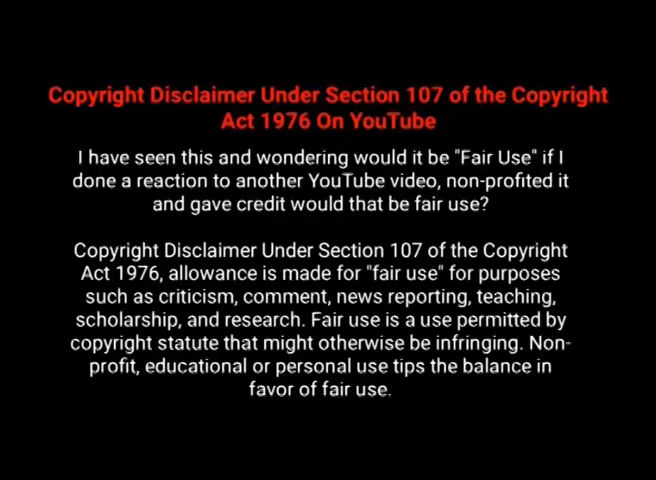 Copyright Disclaimer Under Section 107 of the Copyright
Act 1976 On YouTube
I have seen this and wondering would it be "Fair Use" if I
done a reaction to another YouTube video, non-profited it
and gave credit would that be fair use?
Copyright Disclaimer Under Section 107 of the Copyright
Act 1976, allowance is made for "fair use" for purposes
such as criticism, comment, news reporting, teaching,
scholarship, and research. Fair use is a use permitted by
copyright statute that might otherwise be infringing. Non-
profit, educational or personal use tips the balance in
favor of fair use.